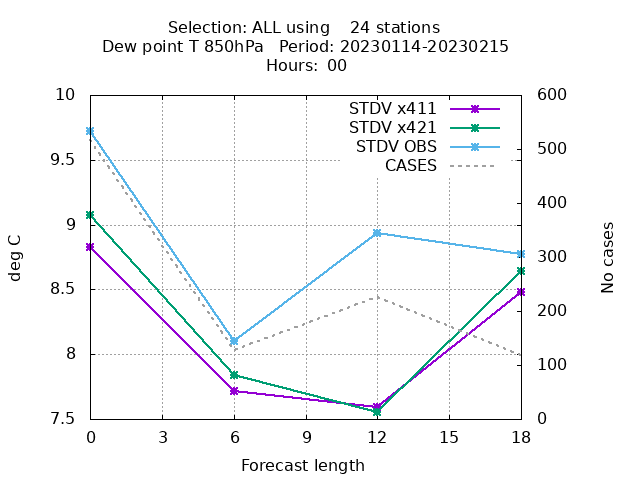 Selection: ALL using    24 stations
Dew point T 850hPa   Period: 20230114-20230215
Hours: 00
STDV x411
STDV x421
STDV OBS
CASES
10
9.5
9
8.5
8
7.5
600
500
400
300
200
100
0
deg C
No cases
0 3 6 9 12 15 18
Forecast length